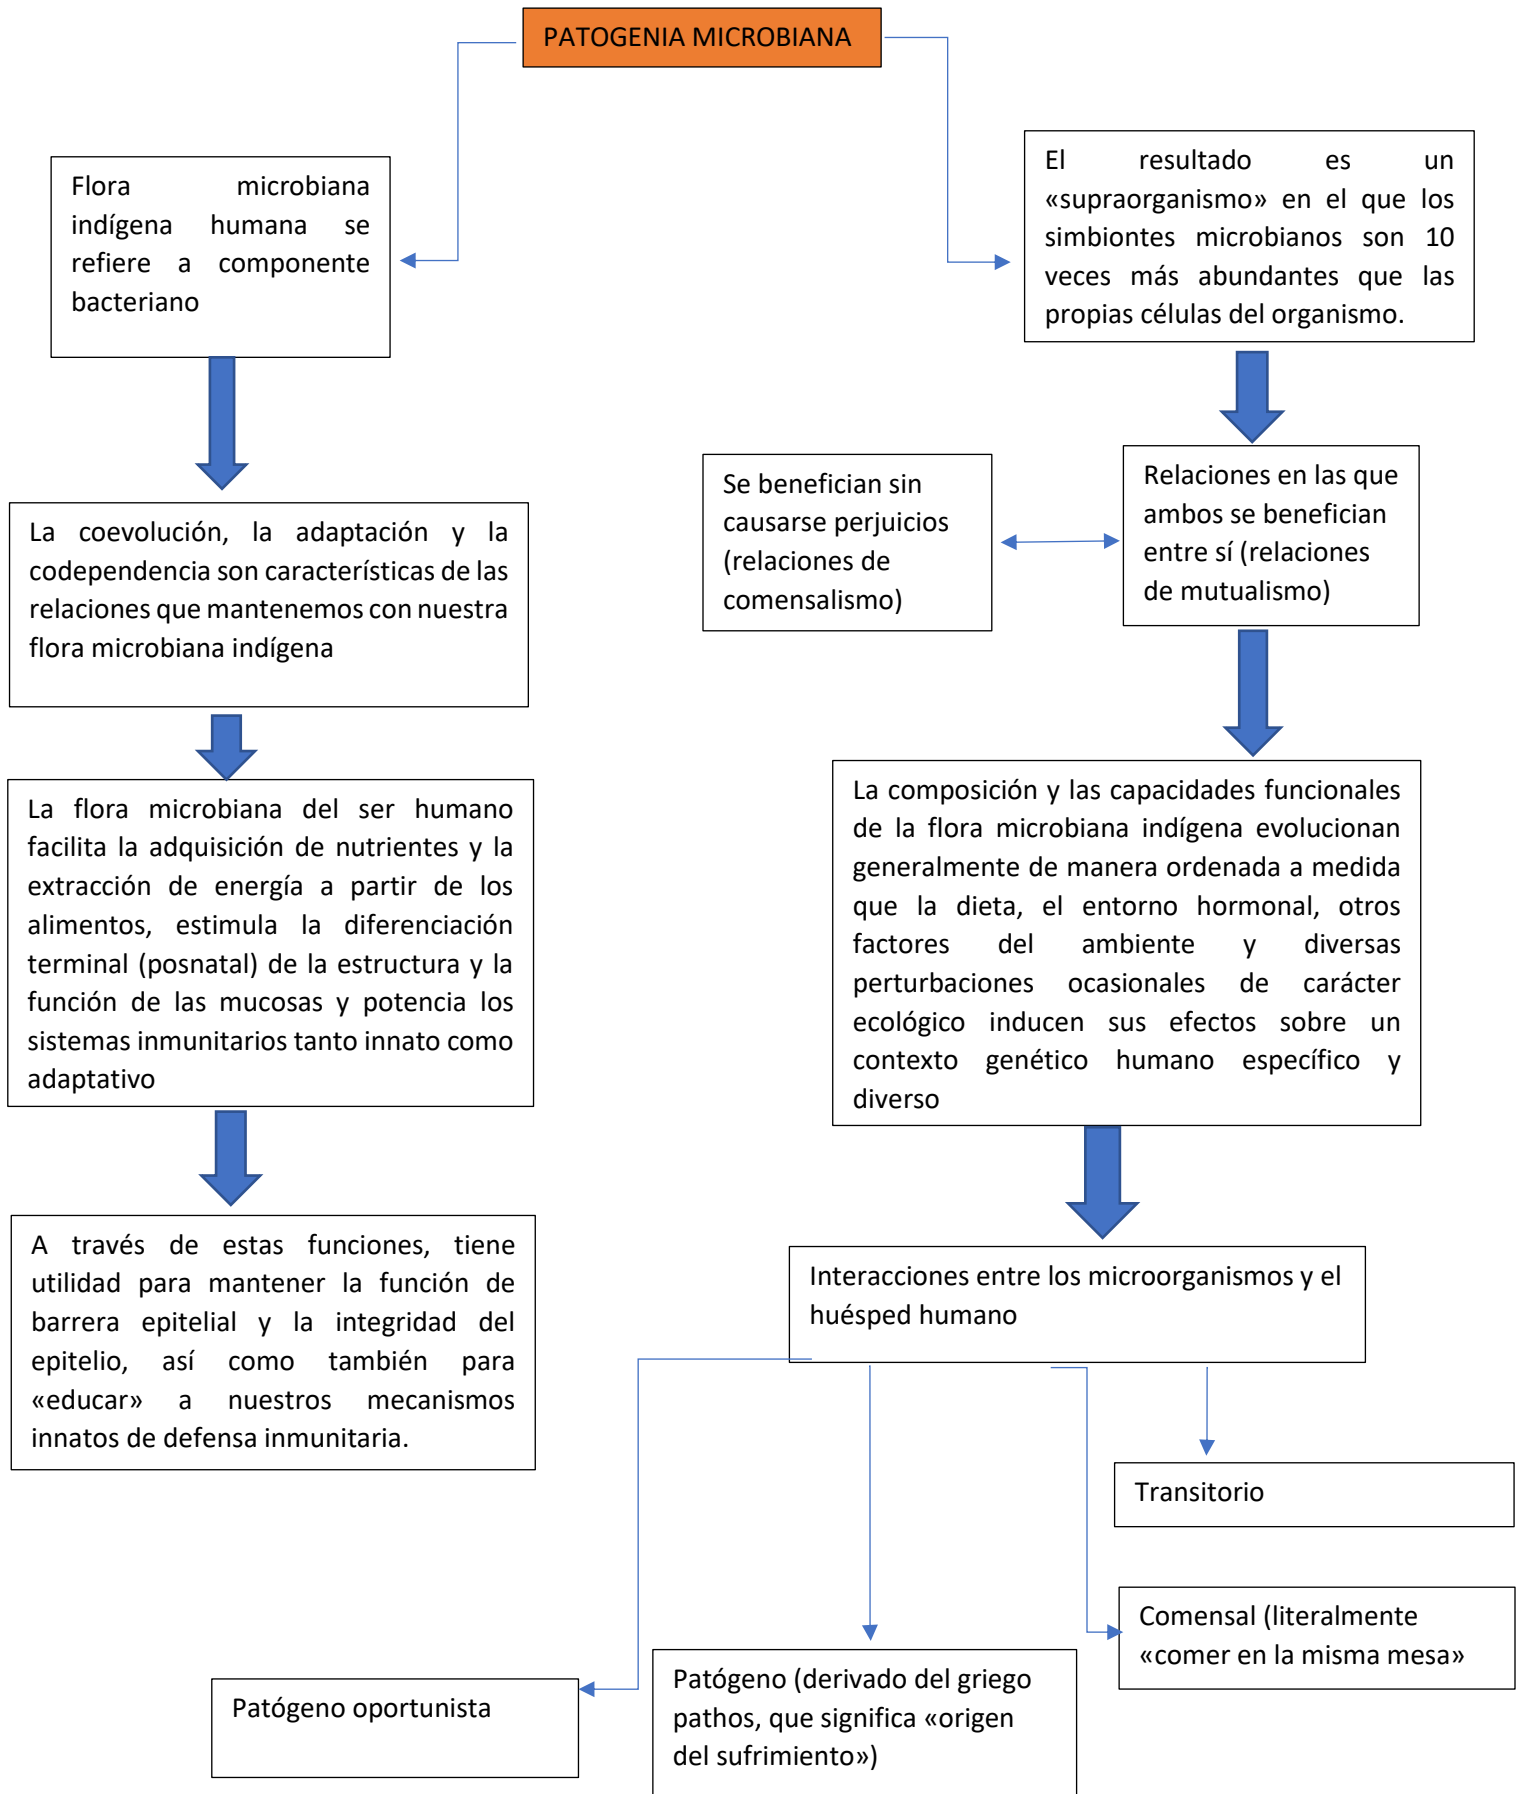 PATOGENIA MICROBIANA
Flora microbiana
indígena humana se
refiere a componente
bacteriano
La coevolución, la adaptación y la
codependencia son características de las
relaciones que mantenemos con nuestra
flora microbiana indígena
La flora microbiana del ser humano
facilita la adquisición de nutrientes y la
extracción de energía a partir de los
alimentos, estimula la diferenciación
terminal (posnatal) de la estructura y la
función de las mucosas y potencia los
sistemas inmunitarios tanto innato como
adaptativo
A través de estas funciones, tiene
utilidad para mantener la función de
barrera epitelial y la integridad del
epitelio, así como también para
«educar» a nuestros mecanismos
innatos de defensa inmunitaria.
El resultado es un
«supraorganismo» en el que los
simbiontes microbianos son 10
veces más abundantes que las
propias células del organismo.
Se benefician sin
causarse perjuicios
(relaciones de
comensalismo)
Relaciones en las que
ambos se benefician
entre sí (relaciones
de mutualismo)
La composición y las capacidades funcionales
de la flora microbiana indígena evolucionan
generalmente de manera ordenada a medida
que la dieta, el entorno hormonal, otros
factores del ambiente y diversas
perturbaciones ocasionales de carácter
ecológico inducen sus efectos sobre un
contexto genético humano específico y
diverso
Interacciones entre los microorganismos y el
huésped humano
Transitorio
Comensal (literalmente
«comer en la misma mesa»
Patógeno (derivado del griego
pathos, que significa «origen
del sufrimiento»)
Patógeno oportunista